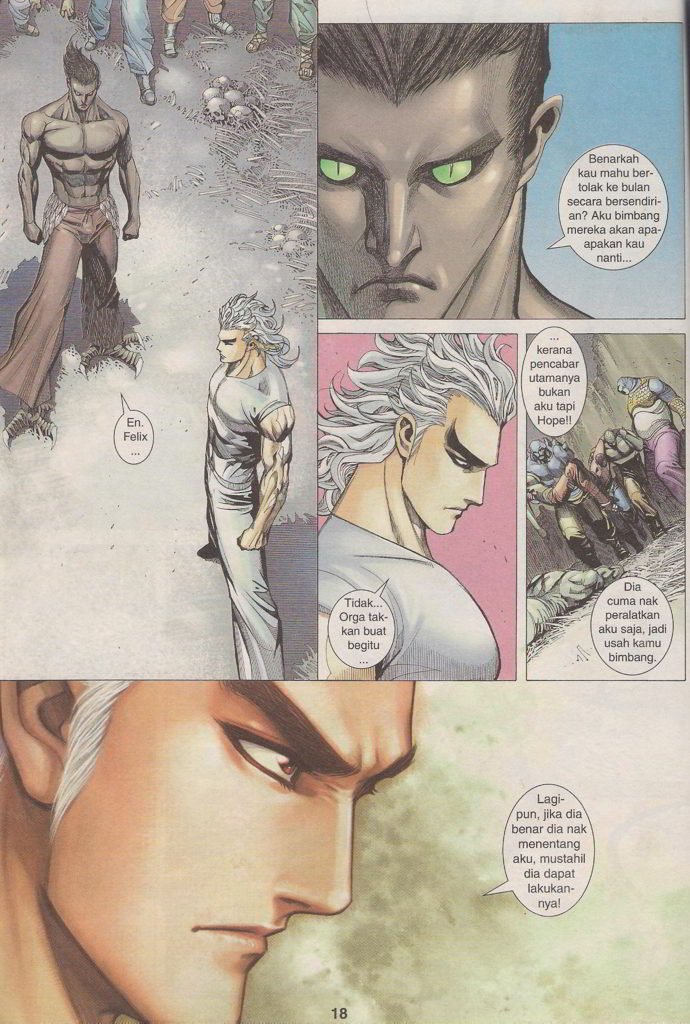 En.
Felix
...
Benarkah
kau mahu ber-
tolak ke bulan
secara bersendiri-
an? Aku bimbang
mereka akan apa-
apakan kau
nanti...
Tidak...
Orga tak-
kan buat
begitu
...
...
kerana
pencabar
utamanya
bukan
aku tapi
Hope!!
Dia
cuma nak
peralatkan
aku saja, jadi
usah kamu
bimbang.
Lagi-
pun, jika dia
benar dia nak
menentang
aku, mustahil
dia dapat
lakukan-
nya!
18